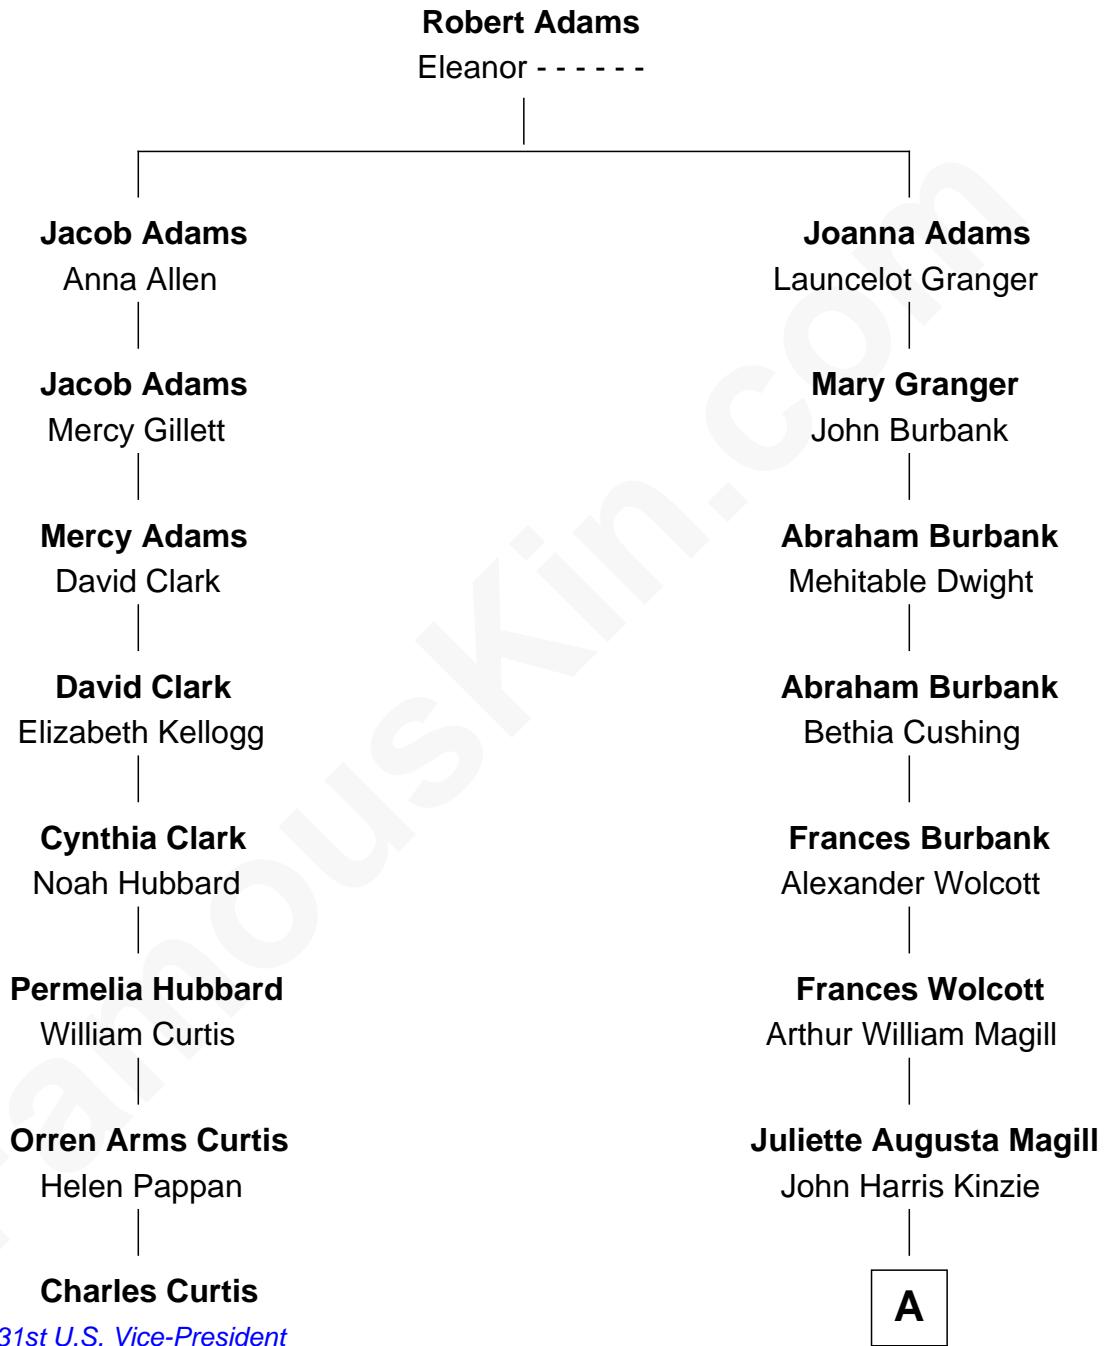 Robert Adams
Eleanor - - - - - -
Jacob Adams
Anna Allen
Joanna Adams
Launcelot Granger
Jacob Adams
Mercy Gillett
Mary Granger
John Burbank
Mercy Adams
David Clark
Abraham Burbank
Mehitable Dwight
David Clark
Elizabeth Kellogg
Abraham Burbank
Bethia Cushing
Cynthia Clark
Noah Hubbard
Frances Burbank
Alexander Wolcott
Permelia Hubbard
William Curtis
Frances Wolcott
Arthur William Magill
Orren Arms Curtis
Helen Pappan
Juliette Augusta Magill
John Harris Kinzie
Charles Curtis
31st U.S. Vice-President
A
FamousKin.com